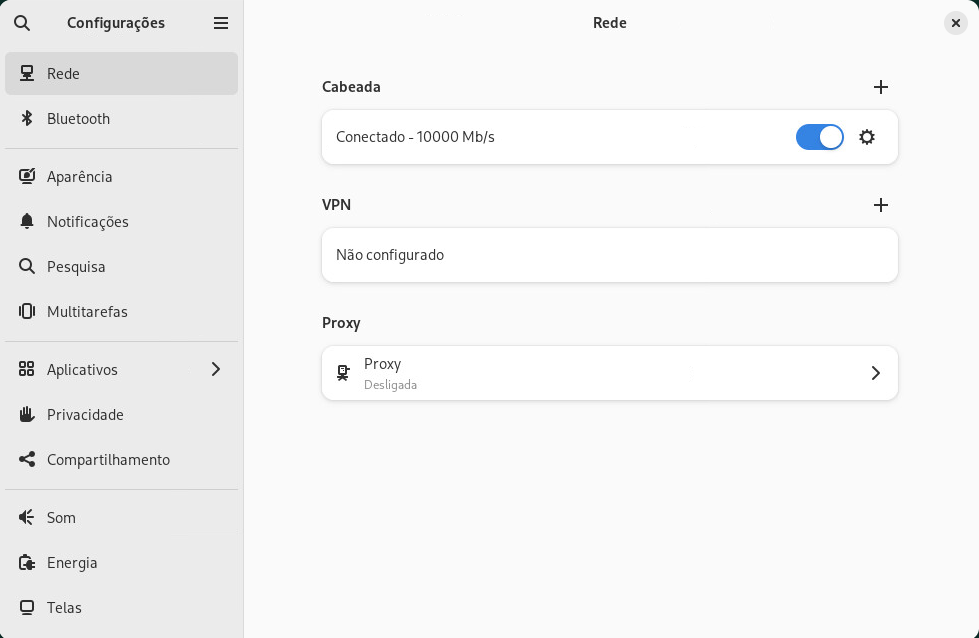 Configurações
Rede
Bluetooth
Aparência
Notificações
Pesquisa
Multitarefas
Aplicativos
Privacidade
Compartilhamento
Som
Energia
Telas
Rede
Cabeada
Conectado - 10000 Mb/s
VPN
Não configurado
Proxy
Proxy
Desligada